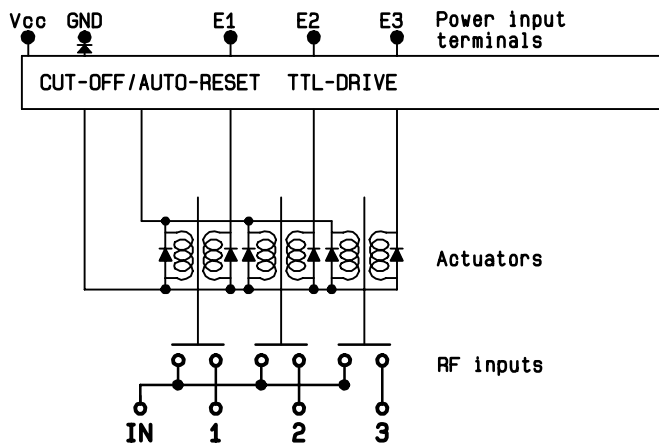 Vcc GND E1 E2 E3 Power input
terminals
CUT-OFF/AUTO-RESET TTL-DRIVE
Actuators
RF inputs
IN 1 2 3